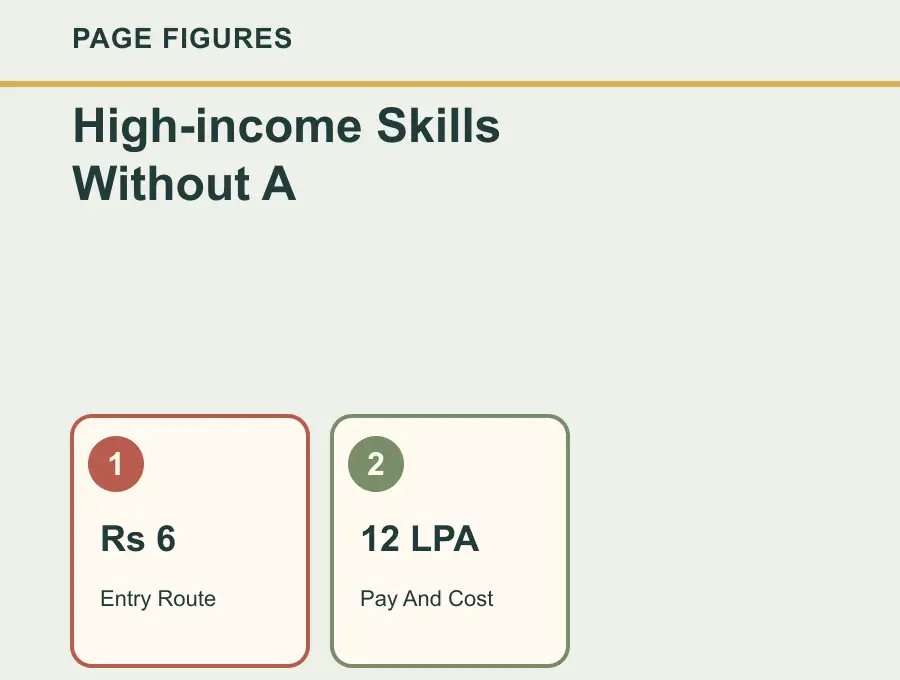 PAGE FIGURES
High-income Skills
Without A
1
Rs 6
Entry Route
2
12 LPA
Pay And Cost